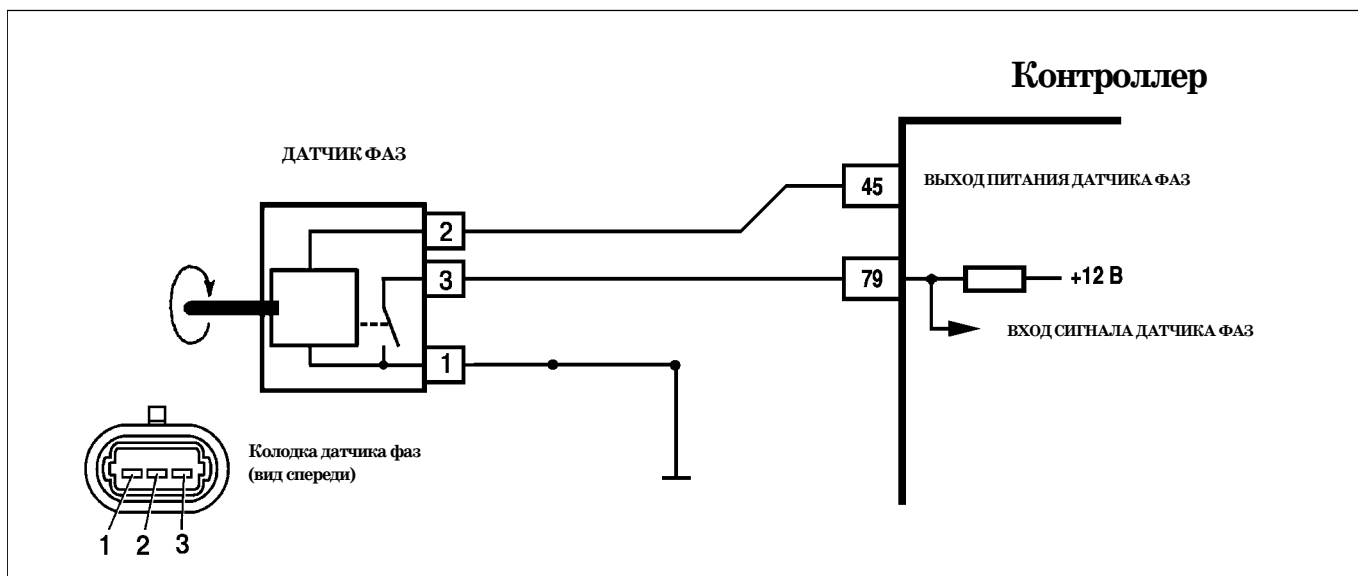 Контроллер
ДАТЧИК ФАЗ
45
ВЫХОД ПИТАНИЯ ДАТЧИКА ФАЗ
2
3
79
+12 В
ВХОД СИГНАЛА ДАТЧИКА ФАЗ
1
Колодка датчика фаз
(вид спереди)
1 2 3